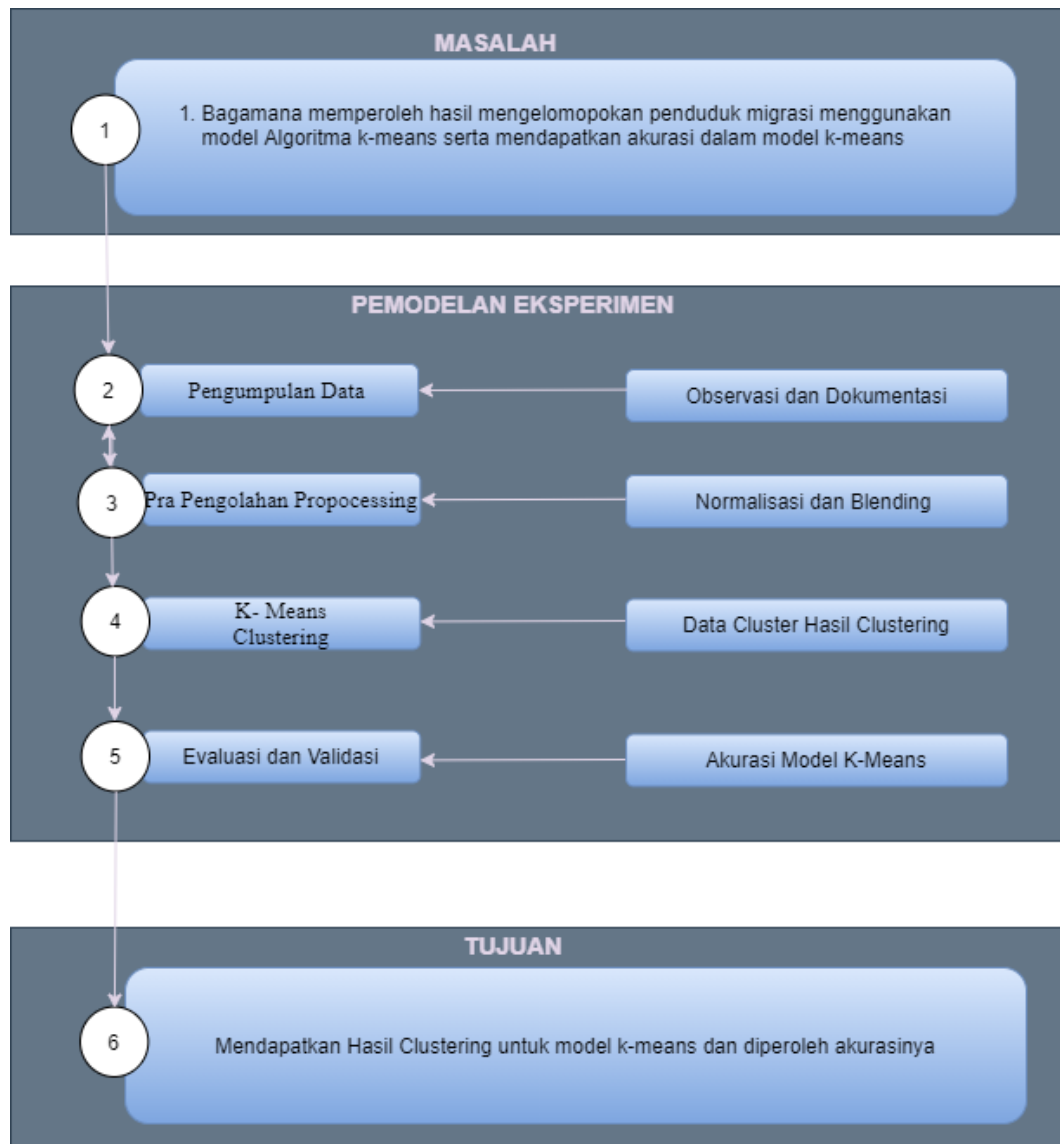 MASALAH
1
1. Bagamana memperoleh hasil mengelomopokan penduduk migrasi menggunakan
model Algoritma k-means serta mendapatkan akurasi dalam model k-means
PEMODELAN EKSPERIMEN
2
Pengumpulan Data
Observasi dan Dokumentasi
3
Pra Pengolahan Propocessing
Normalisasi dan Blending
4
K- Means
Clustering
Data Cluster Hasil Clustering
5
Evaluasi dan Validasi
Akurasi Model K-Means
TUJUAN
6
Mendapatkan Hasil Clustering untuk model k-means dan diperoleh akurasinya